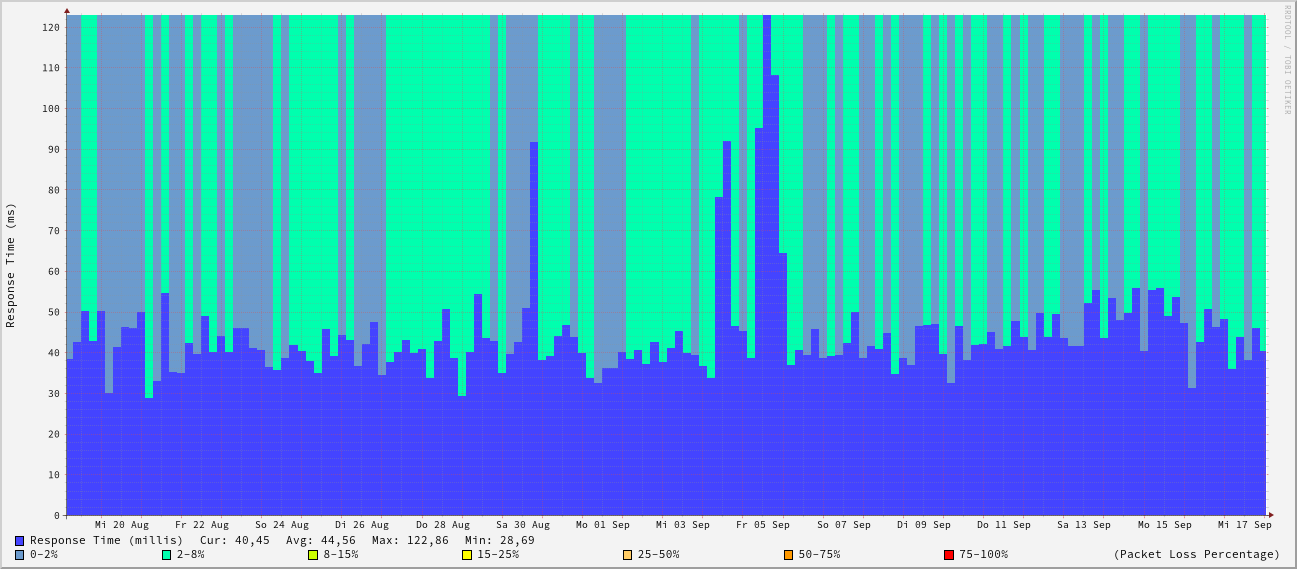 RRDTOOL / TOBI OETIKER
Response Time (ms)
120
110
100
90
80
70
60
50
40
30
20
10
0
Mi 20 Aug Fr 22 Aug So 24 Aug Di 26 Aug Do 28 Aug Sa 30 Aug Mo 01 Sep Mi 03 Sep Fr 05 Sep So 07 Sep Di 09 Sep Do 11 Sep Sa 13 Sep Mo 15 Sep Mi 17 Sep
Response Time (millis) Cur: 40,45 Avg: 44,56 Max: 122,86 Min: 28,69
0-2% 2-8% 8-15% 15-25% 25-50% 50-75% 75-100% (Packet Loss Percentage)